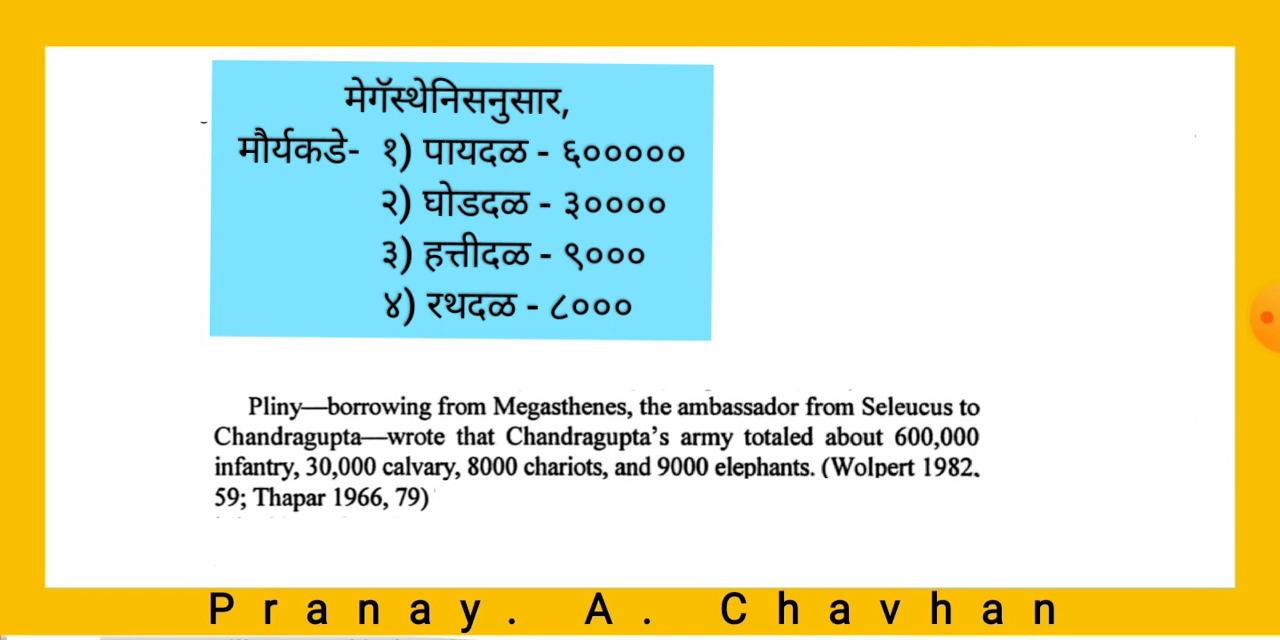 मेगॅस्थेनिसनुसार,
मौर्यकडे- १) पायदळ - ६०००००
२) घोडदळ - ३००००
३) हत्तीदळ - ९०००
४) रथदळ - ८०००
Pliny—borrowing from Megasthenes, the ambassador from Seleucus to
Chandragupta—wrote that Chandragupta's army totaled about 600,000
infantry, 30,000 calvary, 8000 chariots, and 9000 elephants. (Wolpert 1982.
59; Thapar 1966, 79)
Pranay. A. Chavhan